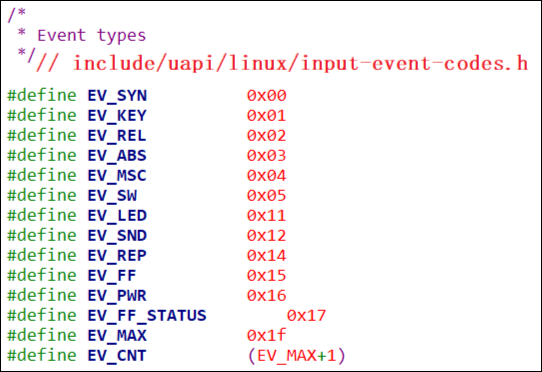 /*
 * Event types
 */// include/uapi/linux/input-event-codes.h
#define EV_SYN 0x00
#define EV_KEY 0x01
#define EV_REL 0x02
#define EV_ABS 0x03
#define EV_MSC 0x04
#define EV_SW 0x05
#define EV_LED 0x11
#define EV_SND 0x12
#define EV_REP 0x14
#define EV_FF 0x15
#define EV_PWR 0x16
#define EV_FF_STATUS 0x17
#define EV_MAX 0x1f
#define EV_CNT (EV_MAX+1)